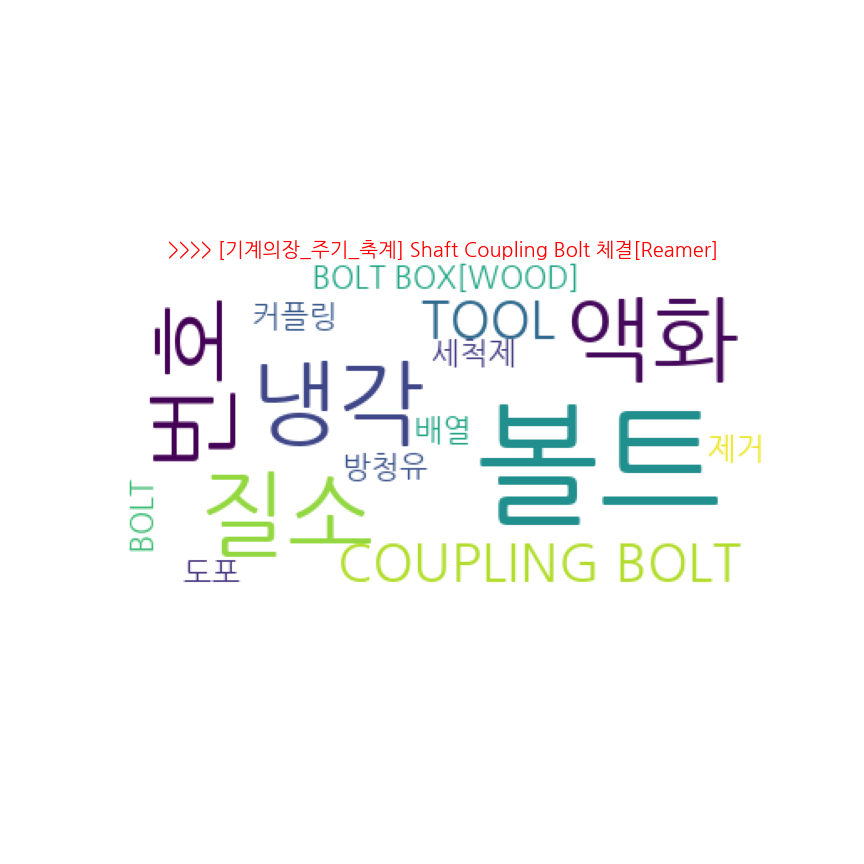 >>>> [기계의장_주기_축계] Shaft Coupling Bolt 체결[Reamer]
BOLT BOX[WOOD]
커플링
TOOL
액화
번호
세척제
냉각
배열
볼트
제거
방청유
질소
BOLT
COUPLING BOLT
도포